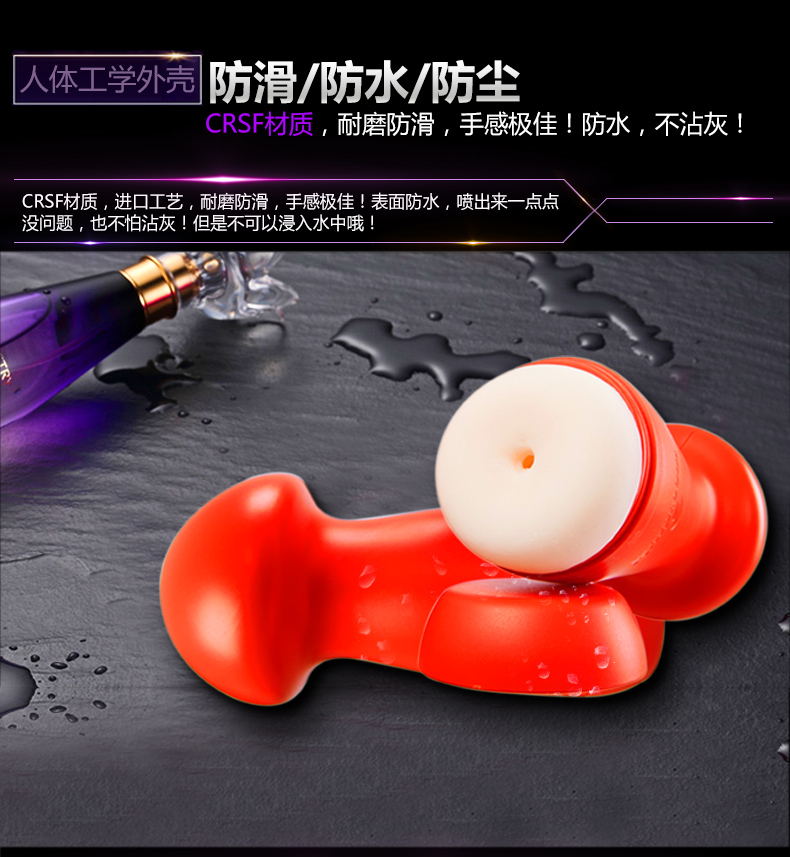 人体工学外壳
防滑/防水/防尘
CRSF材质，耐磨防滑，手感极佳！防水，不沾灰！
CRSF材质，进口工艺，耐磨防滑，手感极佳！表面防水，喷出来一点点
没问题，也不怕沾灰！但是不可以浸入水中哦！